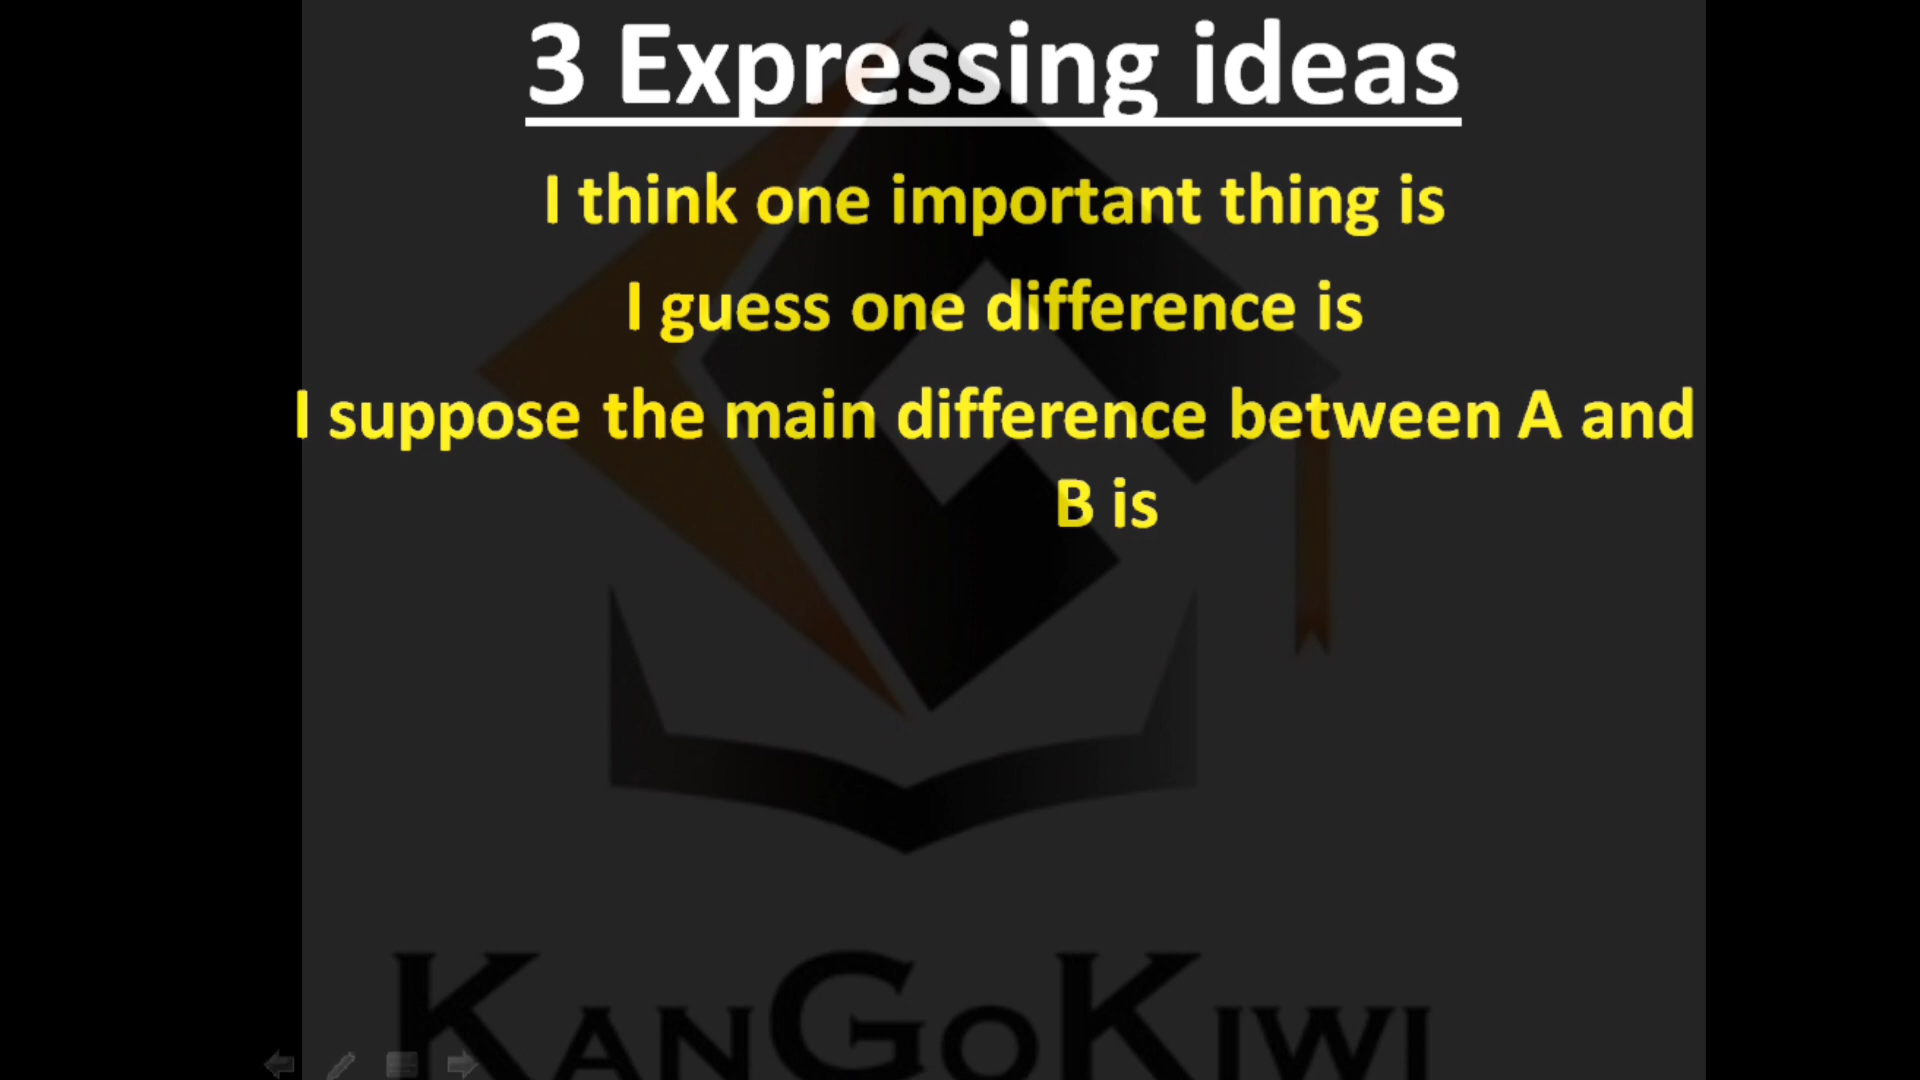 3 Expressing ideas
I think one important thing is
I guess one difference is
I suppose the main difference between A and
B is
KANGOKIWI